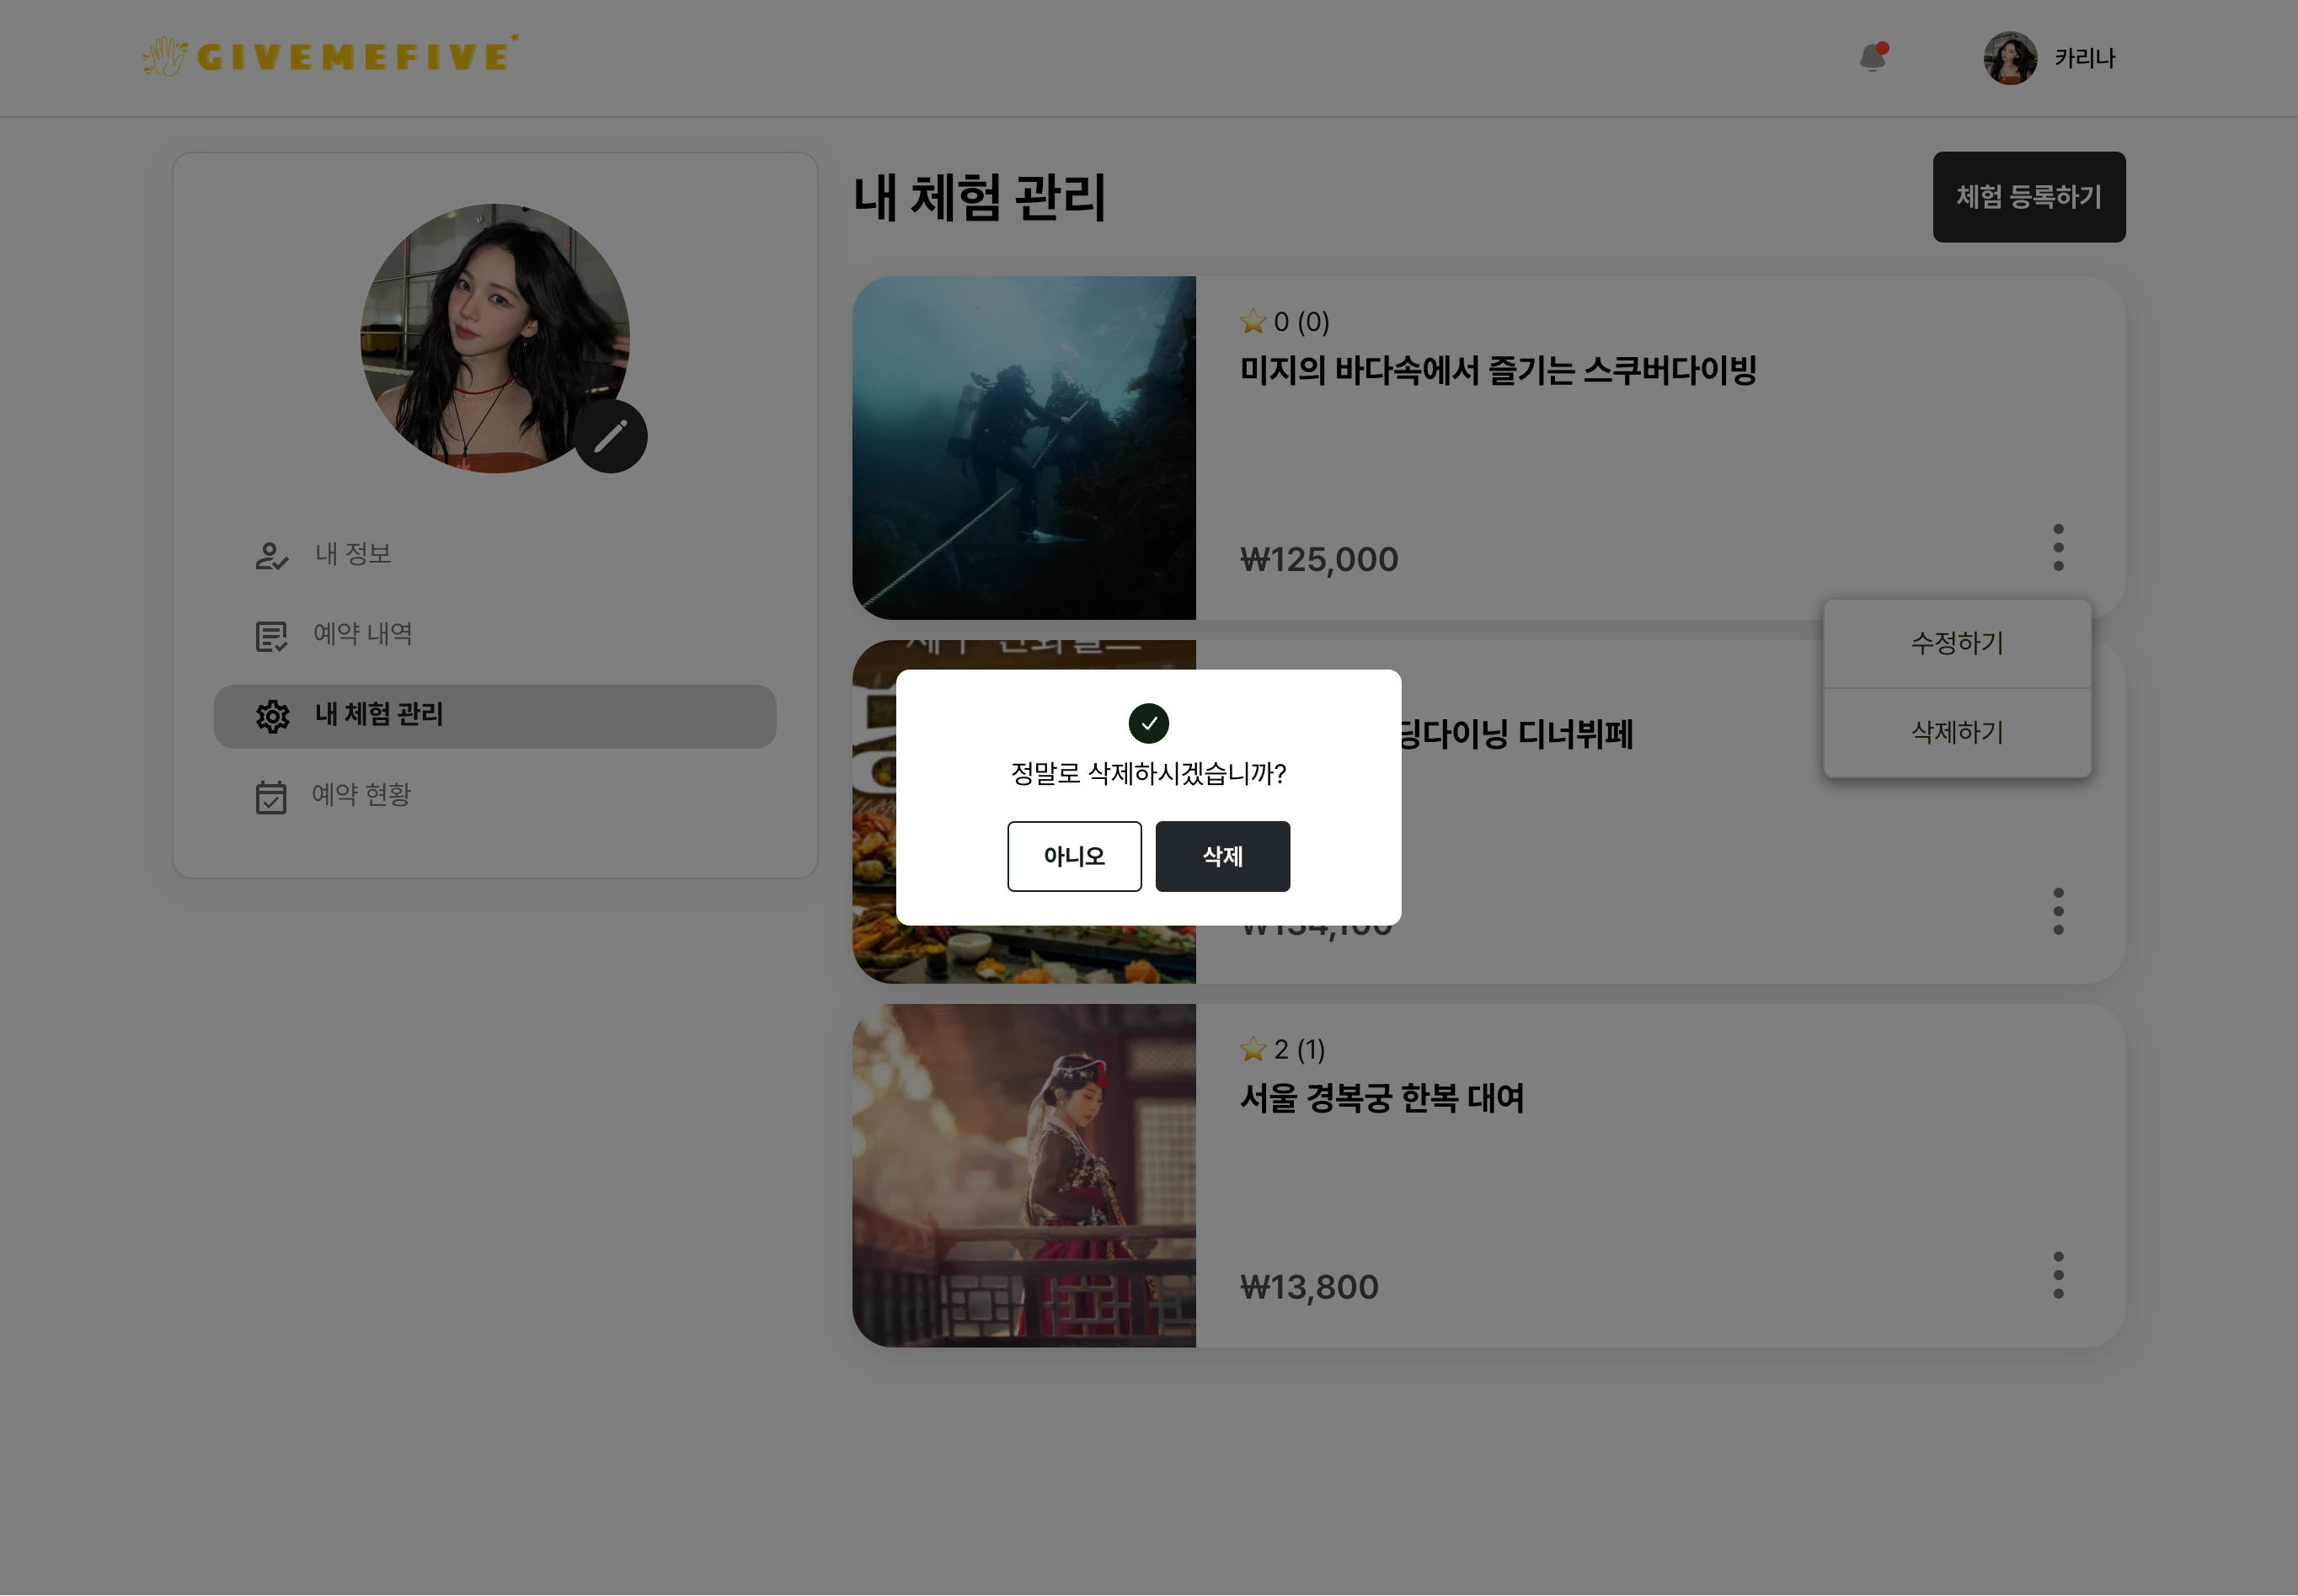 GIVEMEFIVE
카리나
내 정보
예약 내역
내 체험 관리
예약 현황
내 체험 관리
체험 등록하기
0 (0)
미지의 바다속에서 즐기는 스쿠버다이빙
₩125,000
수정하기
삭제하기
딩다이닝 디너뷔페
정말로 삭제하시겠습니까?
아니오
삭제
2 (1)
서울 경복궁 한복 대여
₩13,800